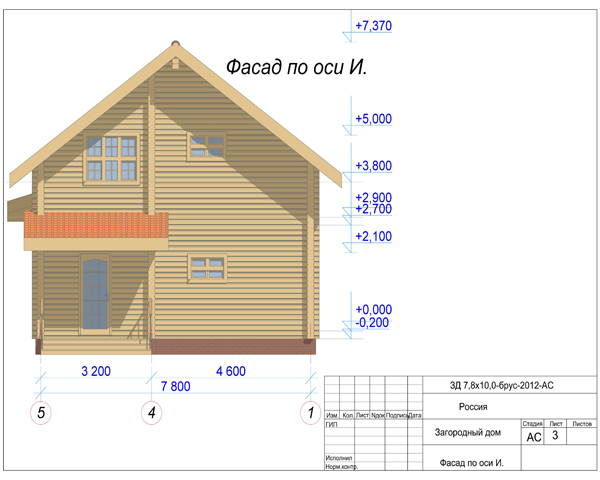 +7,370
Фасад по оси И.
+5,000
+3,800
+2,900
+2,700
+2,100
+0,000
-0,200
3 200
4 600
7 800
5
4
1
ЗД 7,8х10,0-брус-2012-АС
Россия
Изм. Кол. Лист Nдок Подпись Дата
ГИП
Загородный дом
Стадия Лист Листов
АС 3
Исполнил
Норм.контр.
Фасад по оси И.